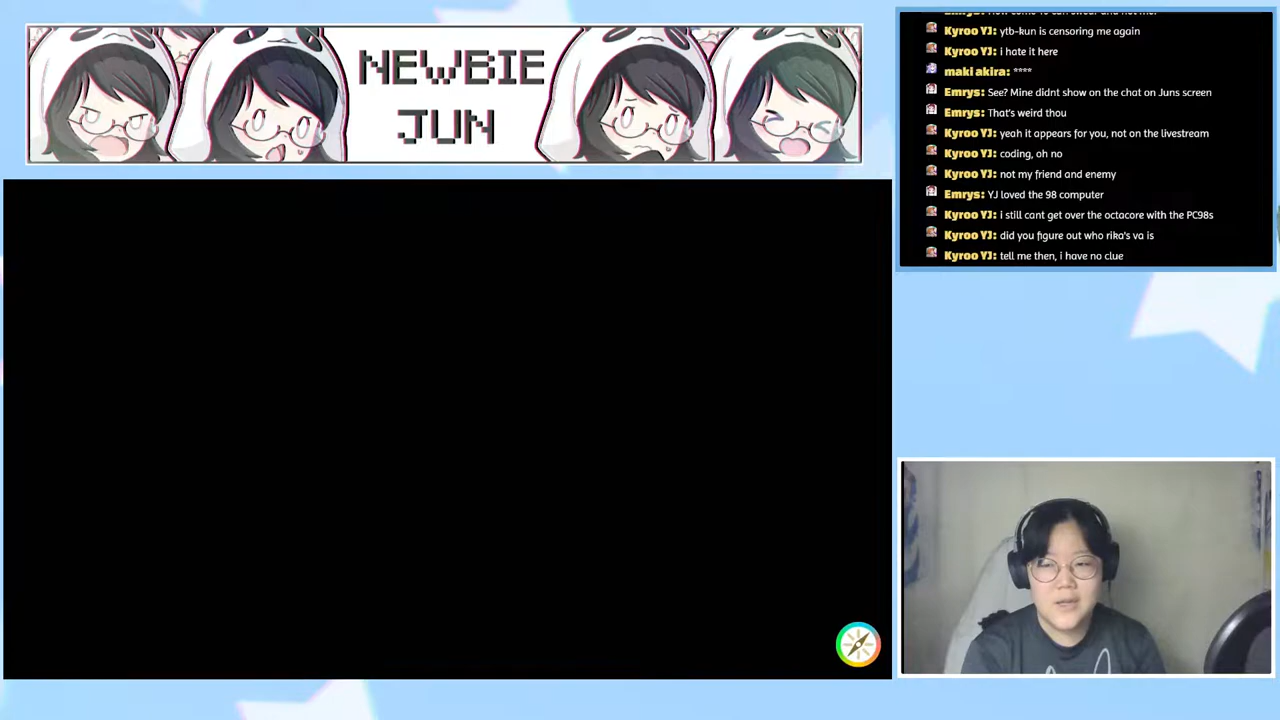 NEWBIE
JUN
Kyroo YJ: ytb-kun is censoring me again
Kyroo YJ: i hate it here
maki akira: ****
Emrys: See? Mine didnt show on the chat on Juns screen
Emrys: That's weird thou
Kyroo YJ: yeah it appears for you, not on the livestream
Kyroo YJ: coding, oh no
Kyroo YJ: not my friend and enemy
Emrys: YJ loved the 98 computer
Kyroo YJ: i still cant get over the octacore with the PC98s
Kyroo YJ: did you figure out who rika's va is
Kyroo YJ: tell me then, i have no clue